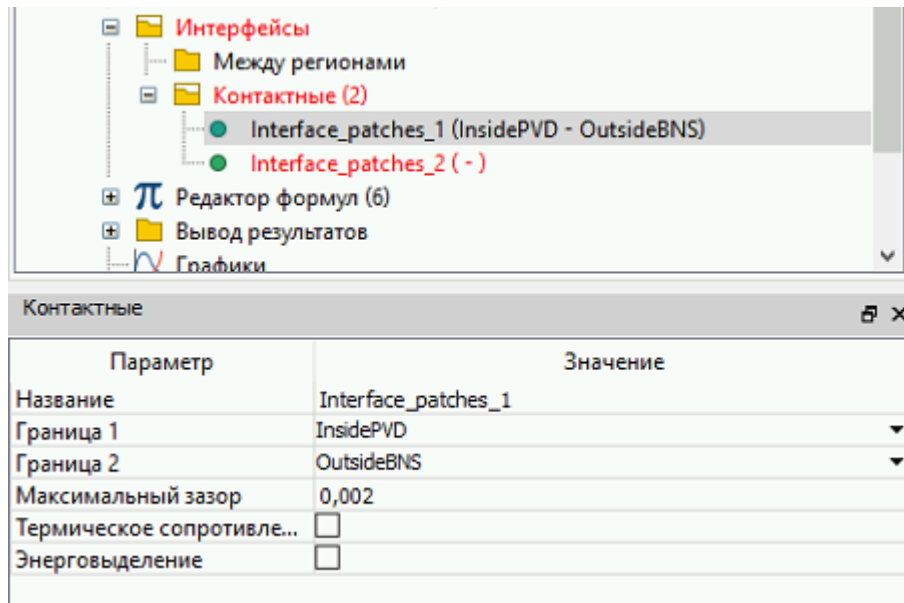 Интерфейсы
Между регионами
Контактные (2)
Interface_patches_1 (InsidePVD - OutsideBNS)
Interface_patches_2 ( - )
π Редактор формул (6)
Вывод результатов
Графики
Контактные
Параметр Значение
Название Interface_patches_1
Граница 1 InsidePVD
Граница 2 OutsideBNS
Максимальный зазор 0,002
Термическое сопротивле...
Энерговыделение